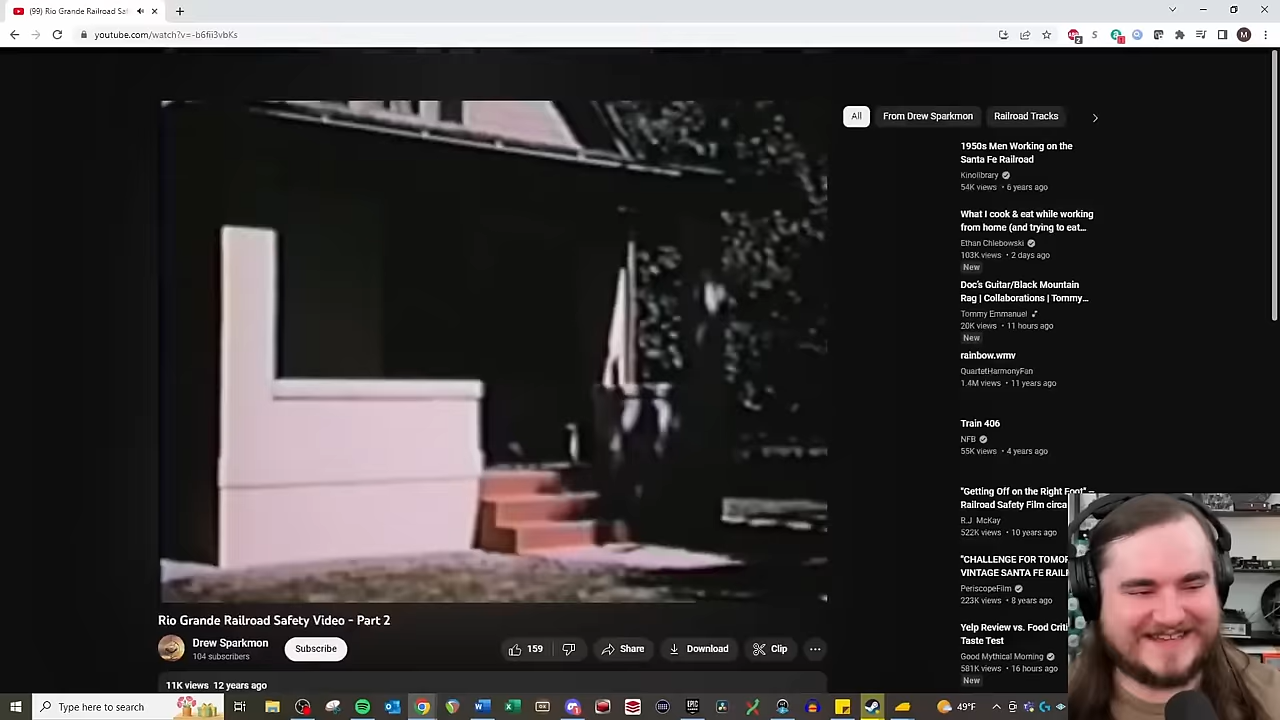 (99) Rio Grande Railroad Saf
youtube.com/watch?v=-b6fii3vbKs
M
All
From Drew Sparkmon
Railroad Tracks
1950s Men Working on the
Santa Fe Railroad
Kinolibrary
54K views • 6 years ago
What I cook & eat while working
from home (and trying to eat...
Ethan Chlebowski
103K views • 2 days ago
New
Doc's Guitar/Black Mountain
Rag | Collaborations | Tommy...
Tommy Emmanuel
20K views • 11 hours ago
New
rainbow.wmv
QuartetHarmonyFan
1.4M views • 11 years ago
Train 406
NFB
55K views • 4 years ago
"Getting Off on the Right Foot" –
Railroad Safety Film circa
R.J McKay
522K views • 10 years ago
"CHALLENGE FOR TOMOR
VINTAGE SANTA FE RAILR
PeriscopeFilm
223K views • 8 years ago
Yelp Review vs. Food Criti
Taste Test
Good Mythical Morning
581K views • 16 hours ago
New
Rio Grande Railroad Safety Video - Part 2
Drew Sparkmon
104 subscribers
Subscribe
159
Share
Download
Clip
11K views 12 years ago
Type here to search
49°F